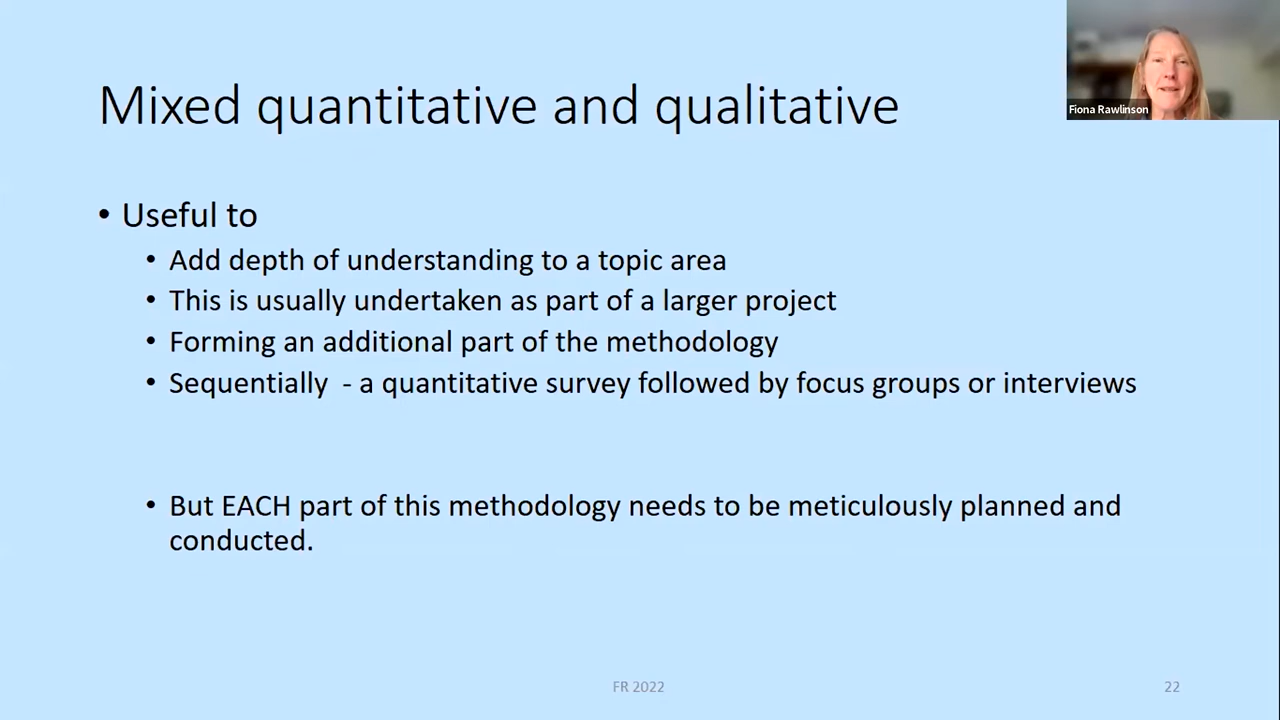 Fiona Rawlinson
Mixed quantitative and qualitative
• Useful to
• Add depth of understanding to a topic area
• This is usually undertaken as part of a larger project
• Forming an additional part of the methodology
• Sequentially  - a quantitative survey followed by focus groups or interviews
• But EACH part of this methodology needs to be meticulously planned and
conducted.
FR 2022
22